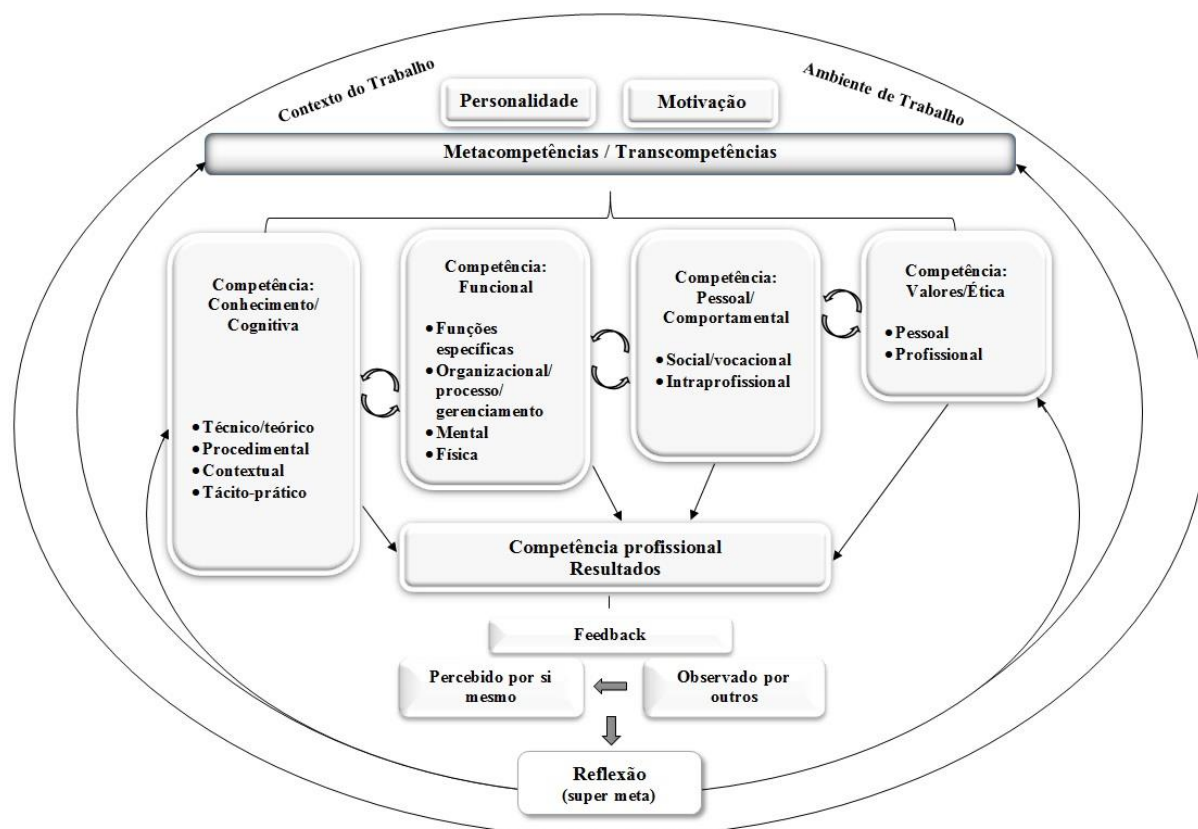 Contexto do Trabalho
Ambiente de Trabalho
Personalidade
Motivação
Metacompetências / Transcompetências
Competência:
Conhecimento/
Cognitiva
• Técnico/teórico
• Procedimental
• Contextual
• Tácito-prático
Competência:
Funcional
• Funções
específicas
• Organizacional/
processo/
gerenciamento
• Mental
• Física
Competência:
Pessoal/
Comportamental
• Social/vocacional
• Intraprofissional
Competência:
Valores/Ética
• Pessoal
• Profissional
Competência profissional
Resultados
Feedback
Percebido por si
mesmo
Observado por
outros
Reflexão
(super meta)